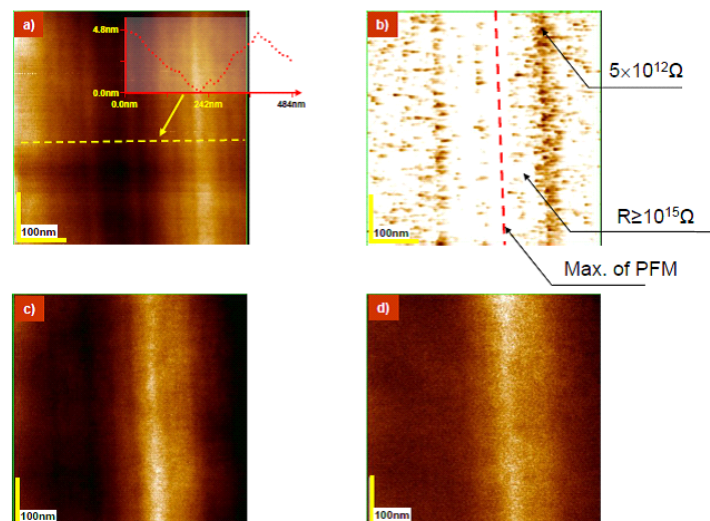 a)
4.8nm
0.0nm
0.0nm
242nm
484nm
100nm
b)
5×10¹²Ω
R≥10¹⁵Ω
100nm
Max. of PFM
c)
100nm
d)
100nm